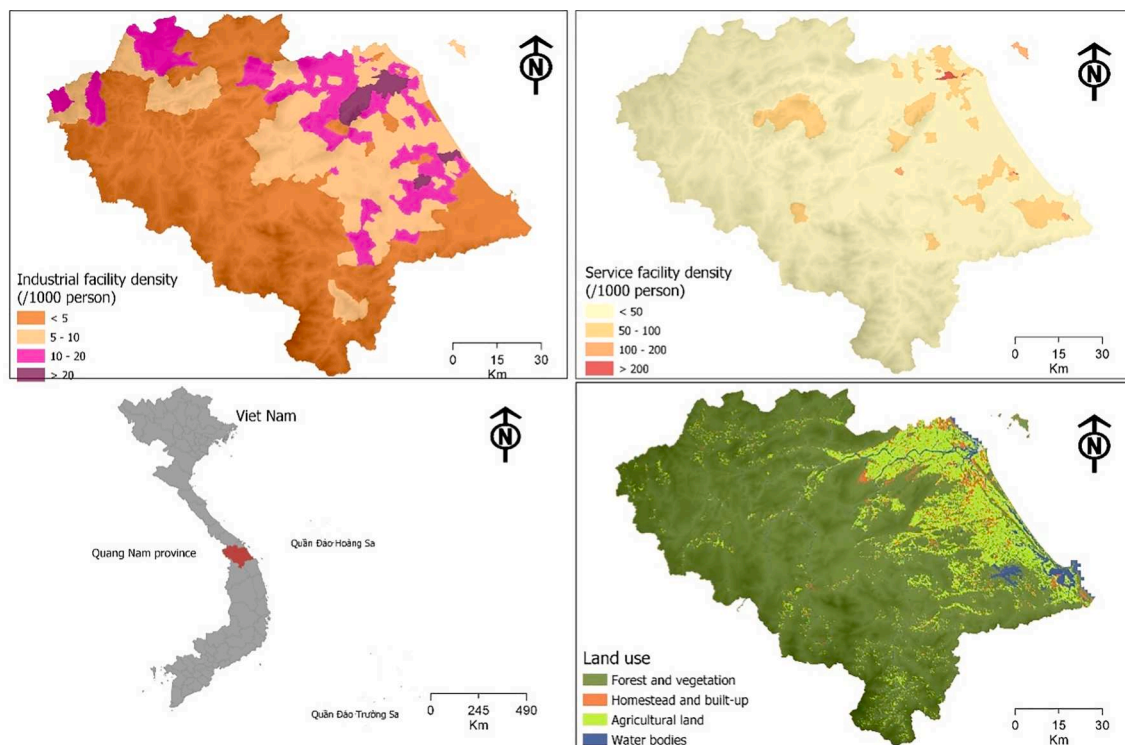 N
Industrial facility density
(/1000 person)
< 5
5 - 10
10 - 20
> 20
0 15 30
Km
N
Service facility density
(/1000 person)
< 50
50 - 100
100 - 200
> 200
0 15 30
Km
Viet Nam
N
Quang Nam province
Quần Đảo Hoàng Sa
Quần Đảo Trường Sa
0 245 490
Km
N
Land use
Forest and vegetation
Homestead and built-up
Agricultural land
Water bodies
0 15 30
Km